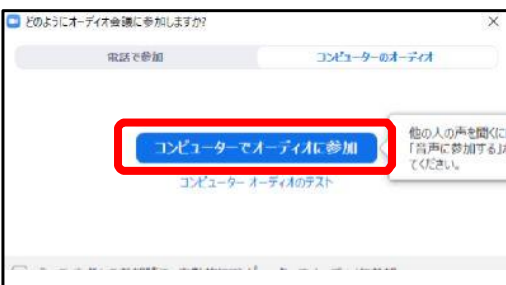 どのようにオーディオ会議に参加しますか?
電話で参加
コンピューターのオーディオ
コンピューターでオーディオに参加
他の人の声を聞くに
「音声に参加する」
てください。
コンピューター オーディオのテスト